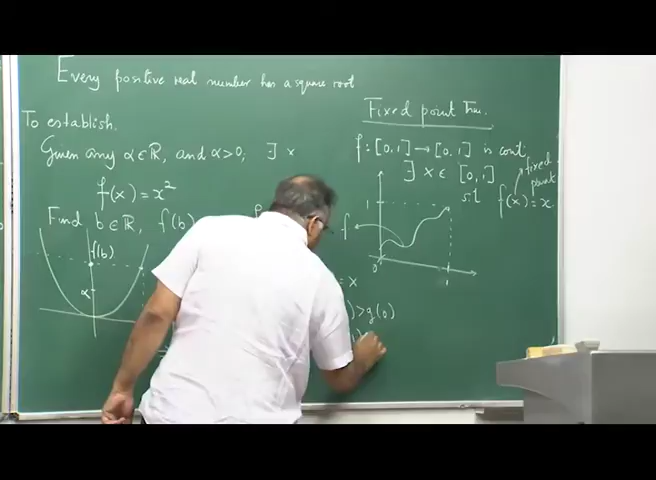 Every positive real number has a square root
To establish.
Given any α ∈ ℝ, and α>0, ∃ x
f(x) = x²
Find b ∈ ℝ, f(b)
f(b)
α
Fixed point Thm.
f: [0,1] → [0,1] is cont.
∃ x ∈ [0,1]
s.t f(x) = x.
fixed point
1
f
0
1
= x
) > g(0)